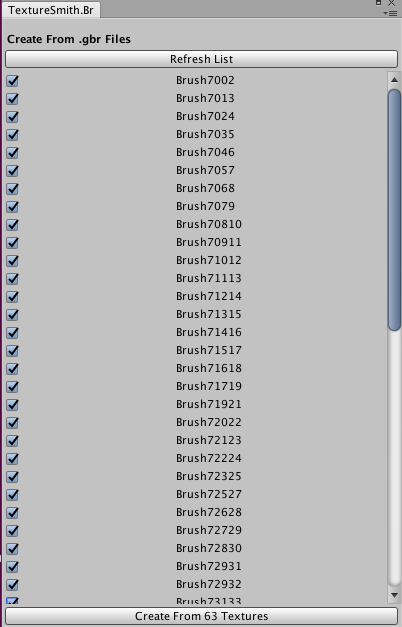 TextureSmith.Br
Create From .gbr Files
Refresh List
Brush7002
Brush7013
Brush7024
Brush7035
Brush7046
Brush7057
Brush7068
Brush7079
Brush70810
Brush70911
Brush71012
Brush71113
Brush71214
Brush71315
Brush71416
Brush71517
Brush71618
Brush71719
Brush71921
Brush72022
Brush72123
Brush72224
Brush72325
Brush72527
Brush72628
Brush72729
Brush72830
Brush72931
Brush72932
Brush73133
Create From 63 Textures